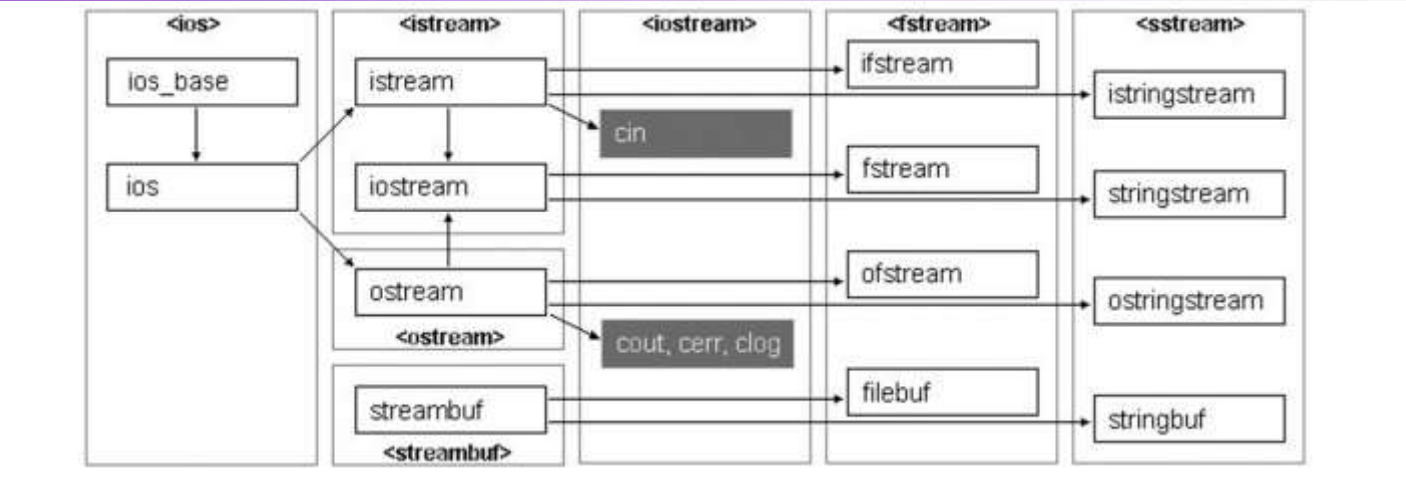 <ios>
ios_base
ios
<istream>
istream
iostream
ostream
<ostream>
streambuf
<streambuf>
<iostream>
cin
cout, cerr, clog
<fstream>
ifstream
fstream
ofstream
filebuf
<sstream>
istringstream
stringstream
ostringstream
stringbuf